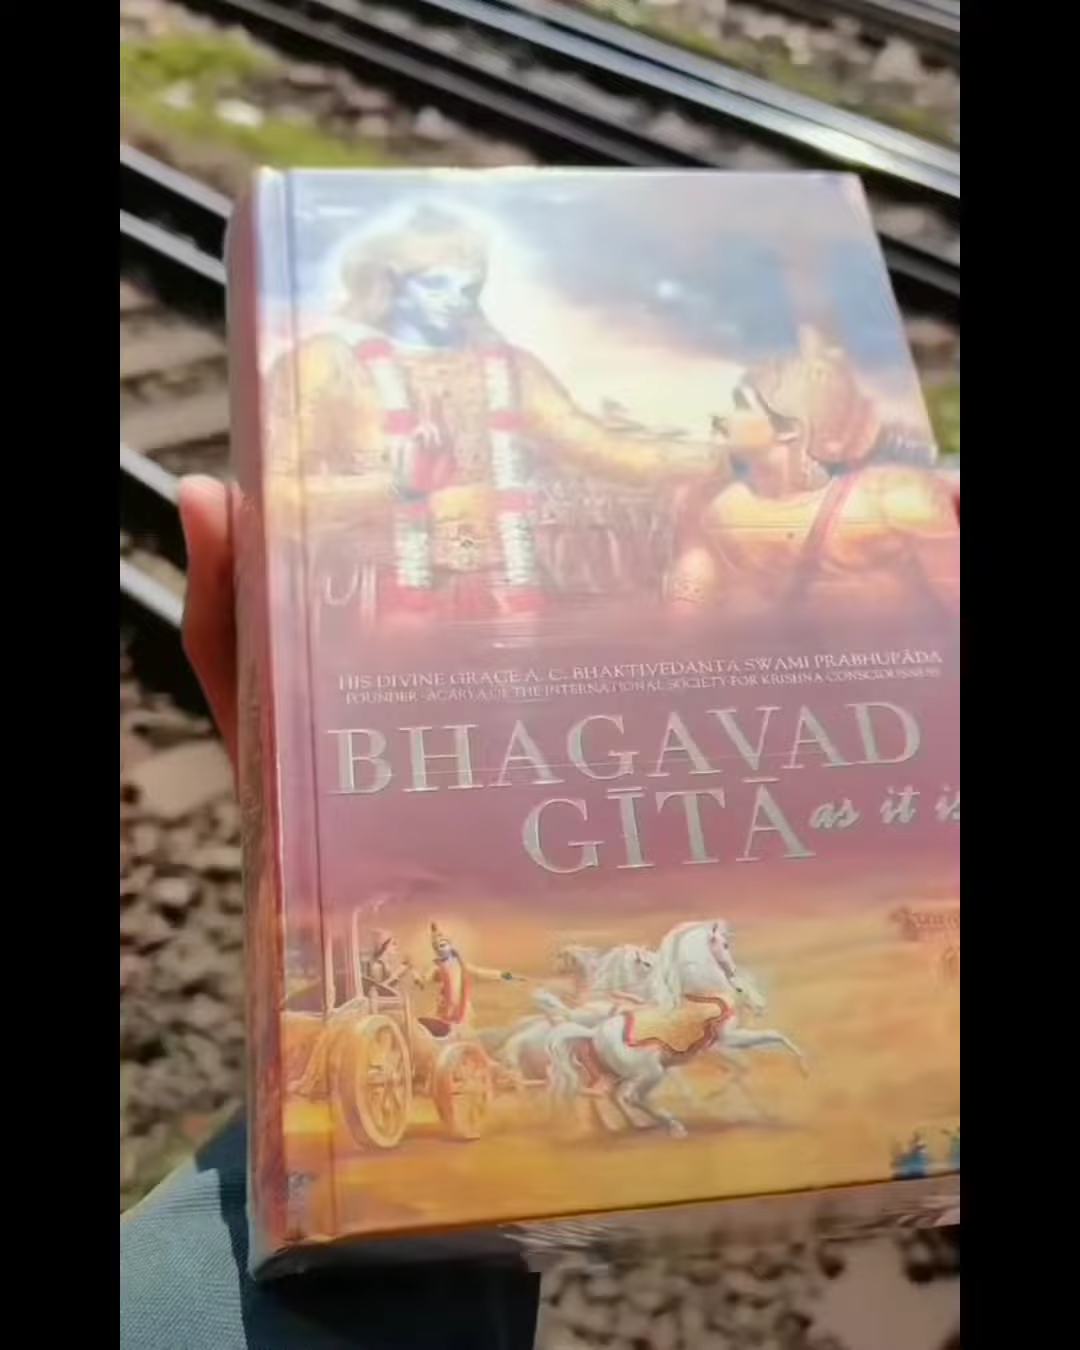 HIS DIVINE GRACE A. C. BHAKTIVEDANTA SWAMI PRABHUPĀDA
FOUNDER-ĀCĀRYA OF THE INTERNATIONAL SOCIETY FOR KRISHNA CONSCIOUSNESS
BHAGAVAD
GĪTĀ as it is